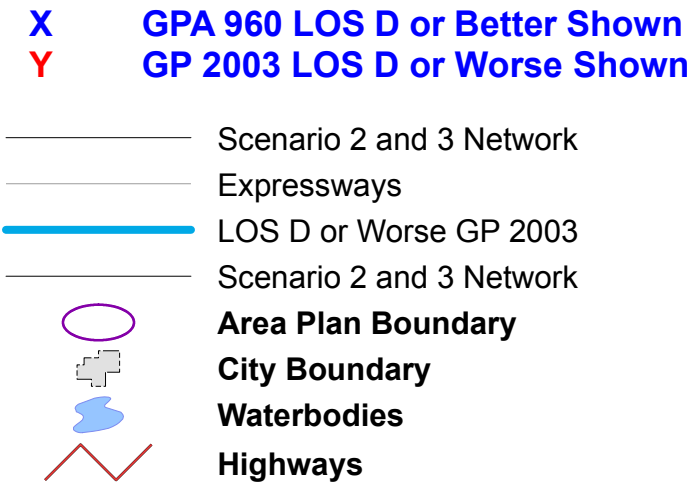 X GPA 960 LOS D or Better Shown
Y GP 2003 LOS D or Worse Shown
Scenario 2 and 3 Network
Expressways
LOS D or Worse GP 2003
Scenario 2 and 3 Network
Area Plan Boundary
City Boundary
Waterbodies
Highways